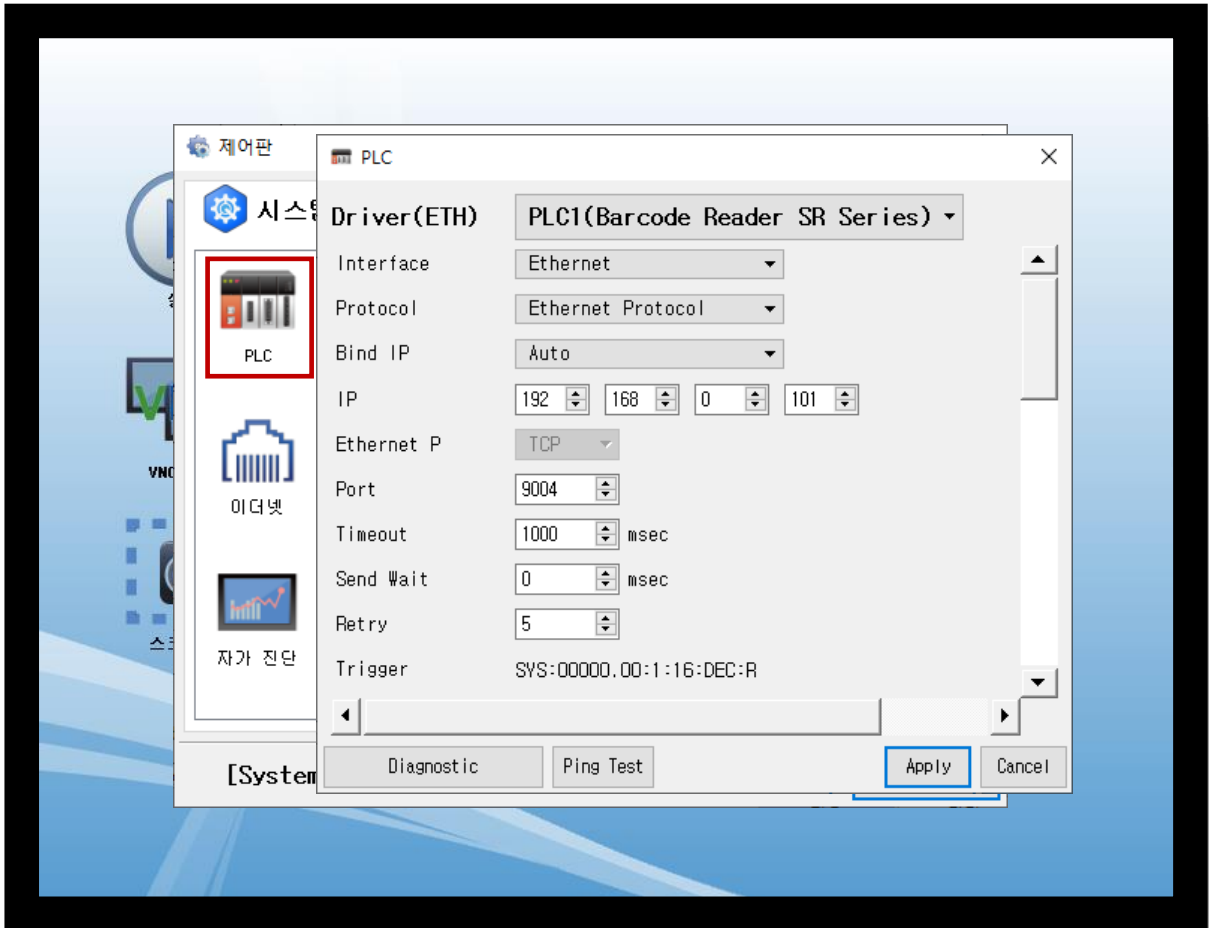 제어판
PLC
시스
Driver(ETH) PLC1(Barcode Reader SR Series)
Interface Ethernet
Protocol Ethernet Protocol
PLC
Bind IP Auto
IP 192 168 0 101
Ethernet P TCP
VNC
Port 9004
이더넷
Timeout 1000 msec
Send Wait 0 msec
Retry 5
스크
자가 진단
Trigger SYS:00000.00:1:16:DEC:R
[System
Diagnostic Ping Test Apply Cancel